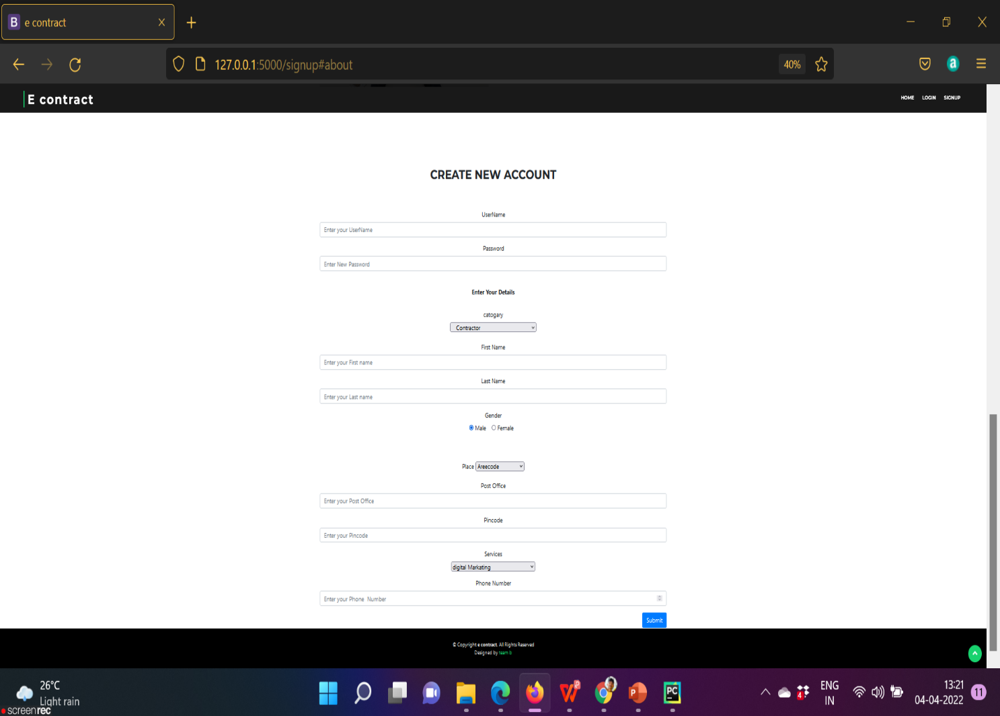 B e contract
127.0.0.1:5000/signup#about
40%
a
E contract
HOME LOGIN SIGNUP
CREATE NEW ACCOUNT
UserName
Enter your UserName
Password
Enter New Password
Enter Your Details
catogary
Contractor
First Name
Enter your First name
Last Name
Enter your Last name
Gender
Male Female
Place Areecode
Post Office
Enter your Post Office
Pincode
Enter your Pincode
Services
digital Markating
Phone Number
Enter your Phone Number
Submit
© Copyright e contract. All Rights Reserved
Designed by team b
26°C
Light rain
screenrec
W
P
PC
4
ENG
IN
13:21
04-04-2022
11